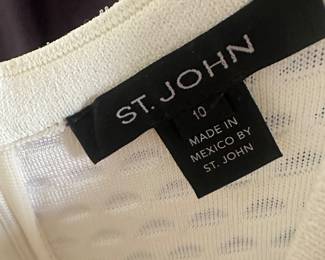 ST. JOHN
10
MADE IN
MEXICO BY
ST. JOHN